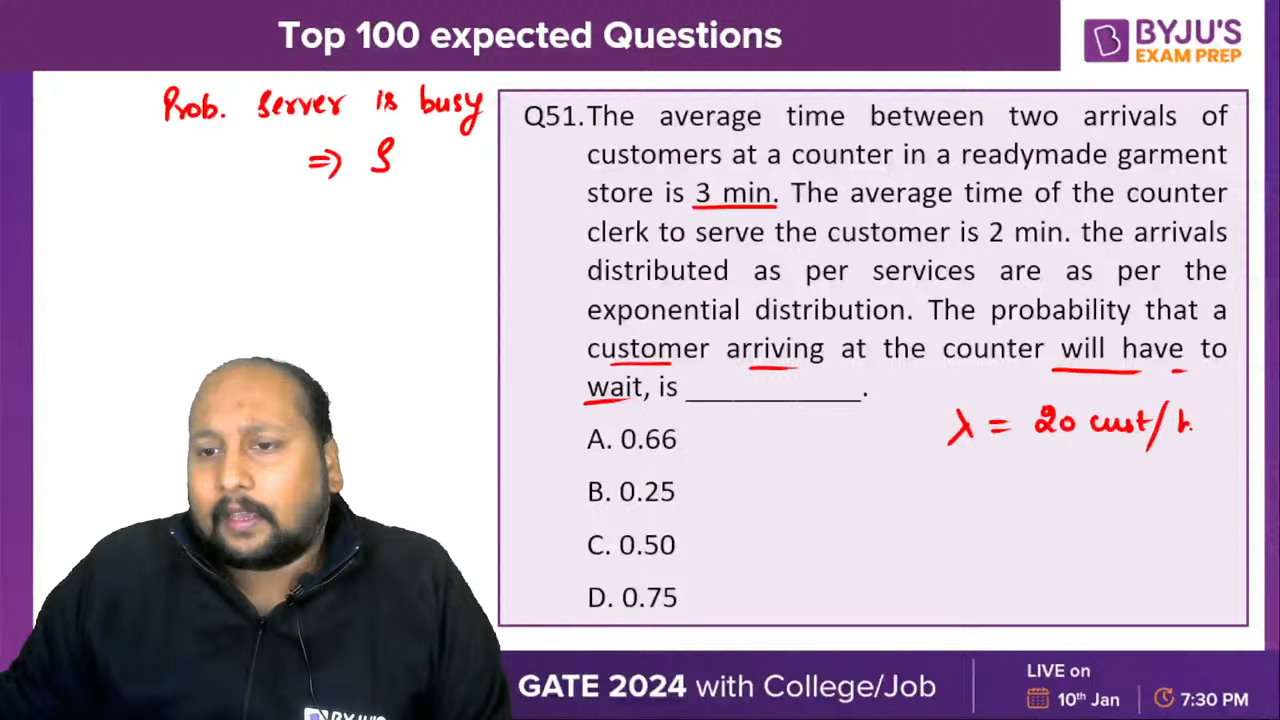 Top 100 expected Questions
BYJU'S
EXAM PREP
Prob. server is busy
⇒ ρ
Q51. The average time between two arrivals of
customers at a counter in a readymade garment
store is 3 min. The average time of the counter
clerk to serve the customer is 2 min. the arrivals
distributed as per services are as per the
exponential distribution. The probability that a
customer arriving at the counter will have to
wait, is ____________.
λ = 20 cust/h.
A. 0.66
B. 0.25
C. 0.50
D. 0.75
BYJU'S
GATE 2024 with College/Job
LIVE on
10th Jan
7:30 PM